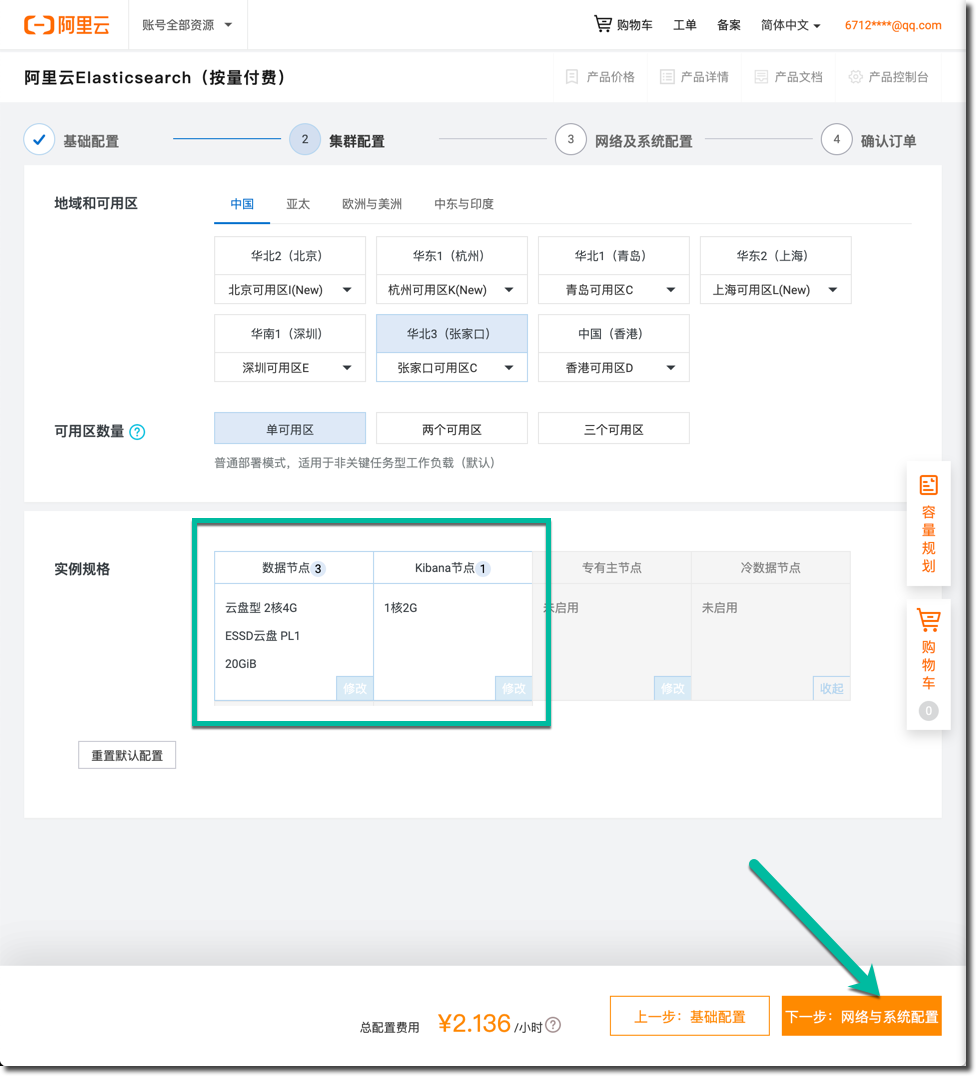 阿里云 账号全部资源 购物车 工单 备案 简体中文 6712****@qq.com
阿里云Elasticsearch（按量付费） 产品价格 产品详情 产品文档 产品控制台
基础配置 2 集群配置 3 网络及系统配置 4 确认订单
地域和可用区 中国 亚太 欧洲与美洲 中东与印度
华北2（北京） 华东1（杭州） 华北1（青岛） 华东2（上海）
北京可用区I(New) 杭州可用区K(New) 青岛可用区C 上海可用区L(New)
华南1（深圳） 华北3（张家口） 中国（香港）
深圳可用区E 张家口可用区C 香港可用区D
可用区数量 ? 单可用区 两个可用区 三个可用区
普通部署模式，适用于非关键任务型工作负载（默认）
容量规划
实例规格 数据节点 3 Kibana节点 1 专有主节点 冷数据节点
云盘型 2核4G 1核2G 未启用 未启用
ESSD云盘 PL1
20GiB
修改 修改 修改 收起
购物车
0
重置默认配置
总配置费用 ¥2.136 /小时 ? 上一步：基础配置 下一步：网络与系统配置